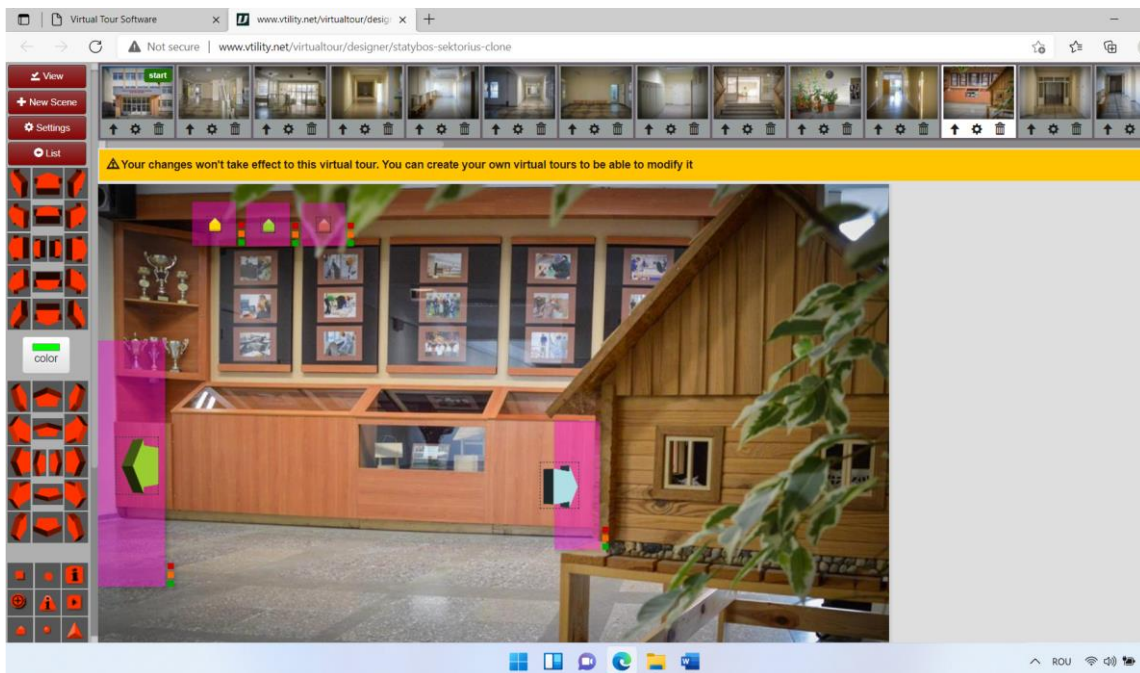 Virtual Tour Software
www.vtility.net/virtualtour/desig
Not secure | www.vtility.net/virtualtour/designer/statybos-sektorius-clone
View
New Scene
Settings
List
start
Your changes won't take effect to this virtual tour. You can create your own virtual tours to be able to modify it
color
ROU